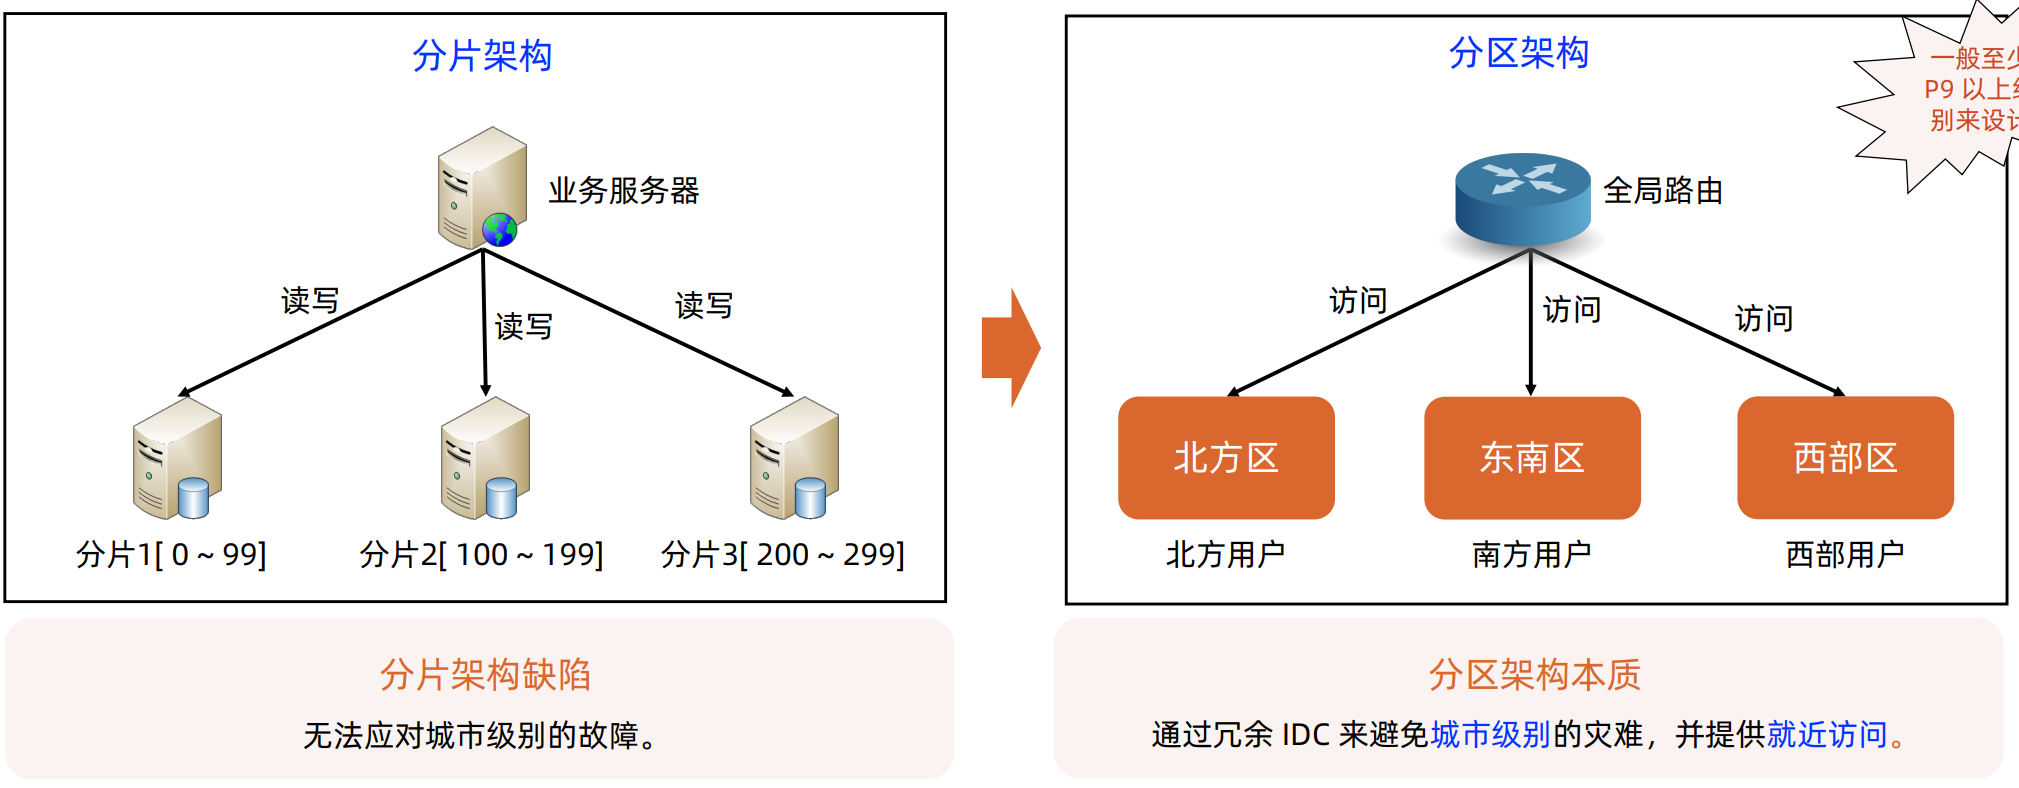 分片架构
业务服务器
读写
读写
读写
分片1[ 0 ~ 99]
分片2[ 100 ~ 199]
分片3[ 200 ~ 299]
分片架构缺陷
无法应对城市级别的故障。
分区架构
一般至少
P9 以上级
别来设计
全局路由
访问
访问
访问
北方区
东南区
西部区
北方用户
南方用户
西部用户
分区架构本质
通过冗余 IDC 来避免城市级别的灾难，并提供就近访问。